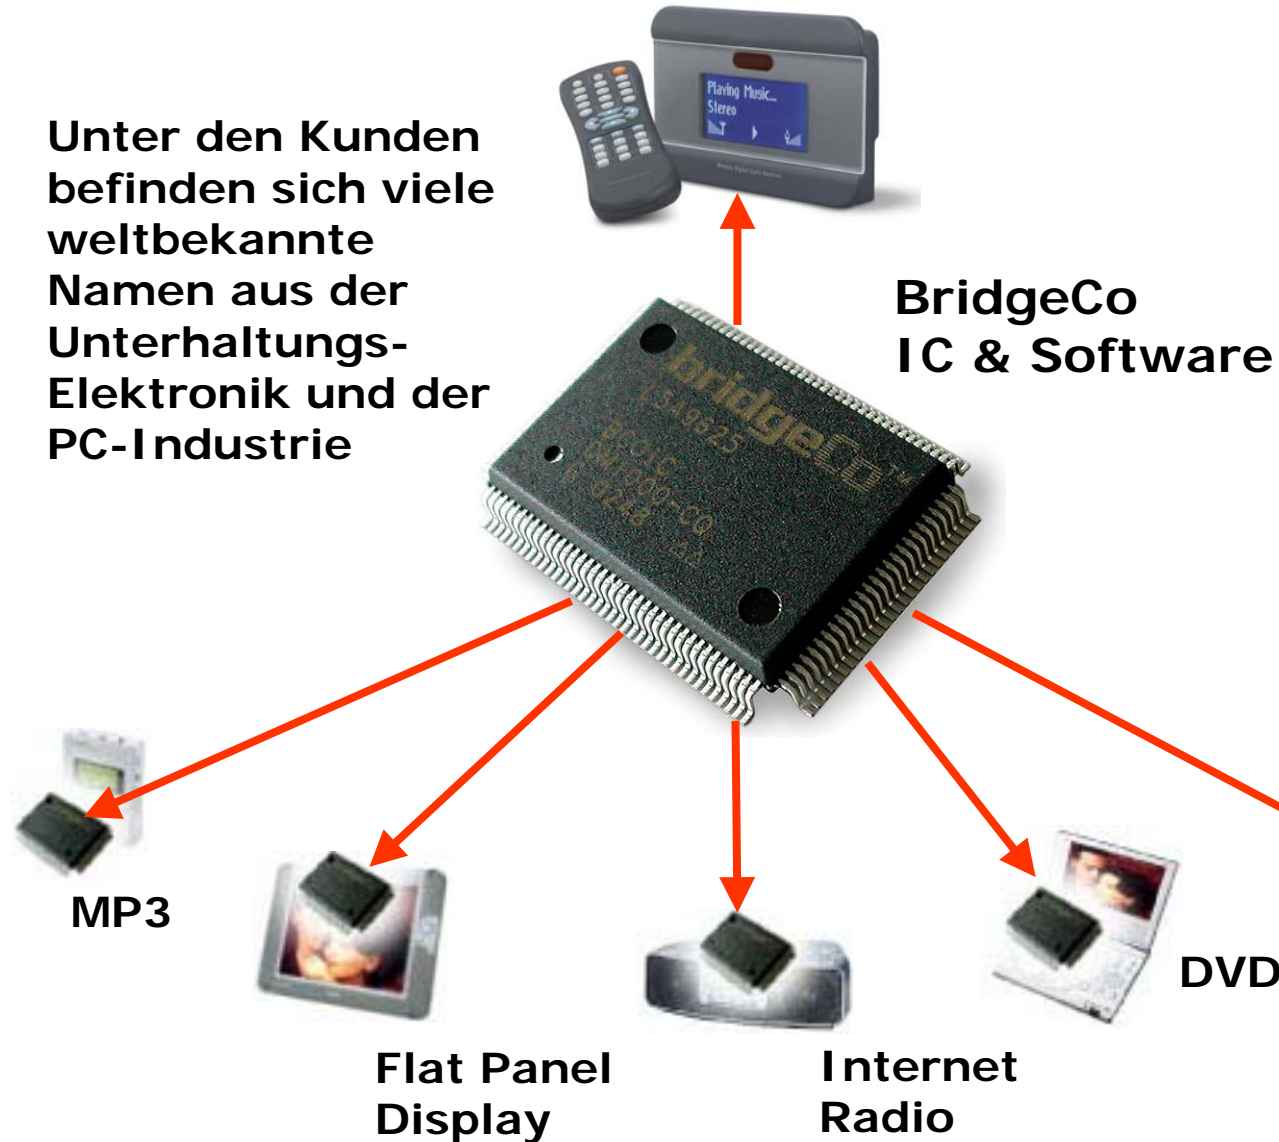 Playing Music...
Stereo
Unter den Kunden
befinden sich viele
weltbekannte
Namen aus der
Unterhaltungs-
Elektronik und der
PC-Industrie
BridgeCo
IC & Software
bridgeCo™
MP3
DVD
Flat Panel
Display
Internet
Radio